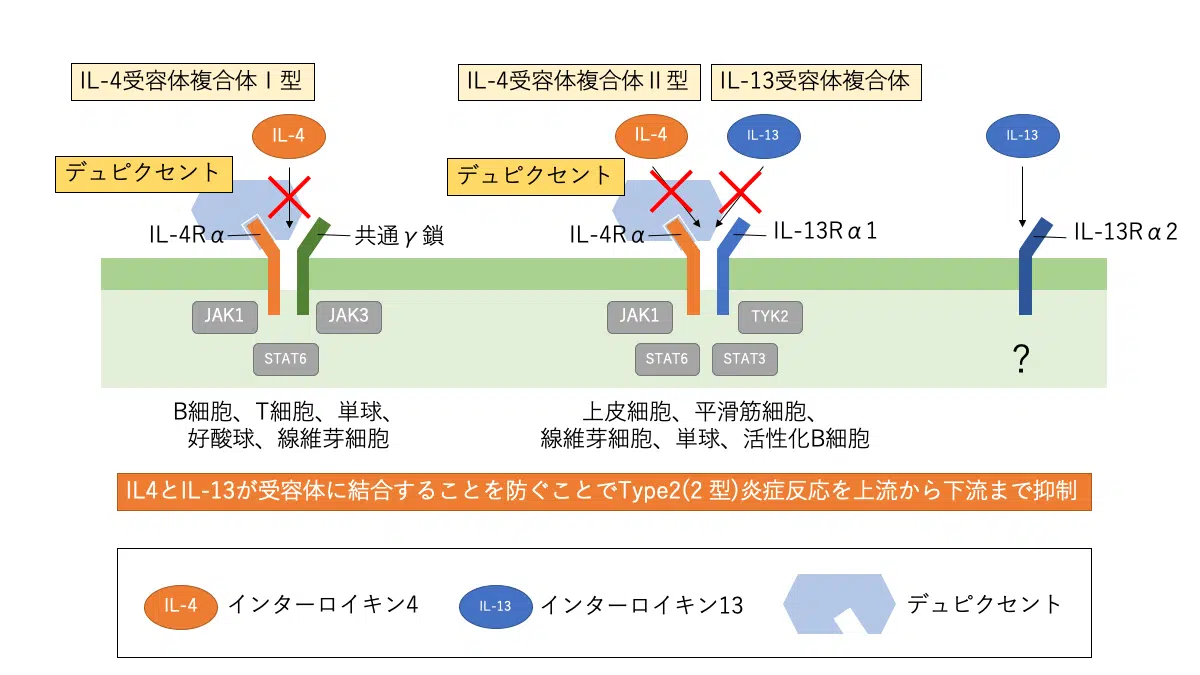 IL-4受容体複合体Ⅰ型
IL-4受容体複合体Ⅱ型
IL-13受容体複合体
IL-4
IL-4
IL-13
IL-13
デュピクセント
デュピクセント
IL-4Rα
共通γ鎖
IL-4Rα
IL-13Rα1
IL-13Rα2
JAK1
JAK3
JAK1
TYK2
STAT6
STAT6
STAT3
?
B細胞、T細胞、単球、
好酸球、線維芽細胞
上皮細胞、平滑筋細胞、
線維芽細胞、単球、活性化B細胞
IL4とIL-13が受容体に結合することを防ぐことでType2(2型)炎症反応を上流から下流まで抑制
IL-4
インターロイキン4
IL-13
インターロイキン13
デュピクセント